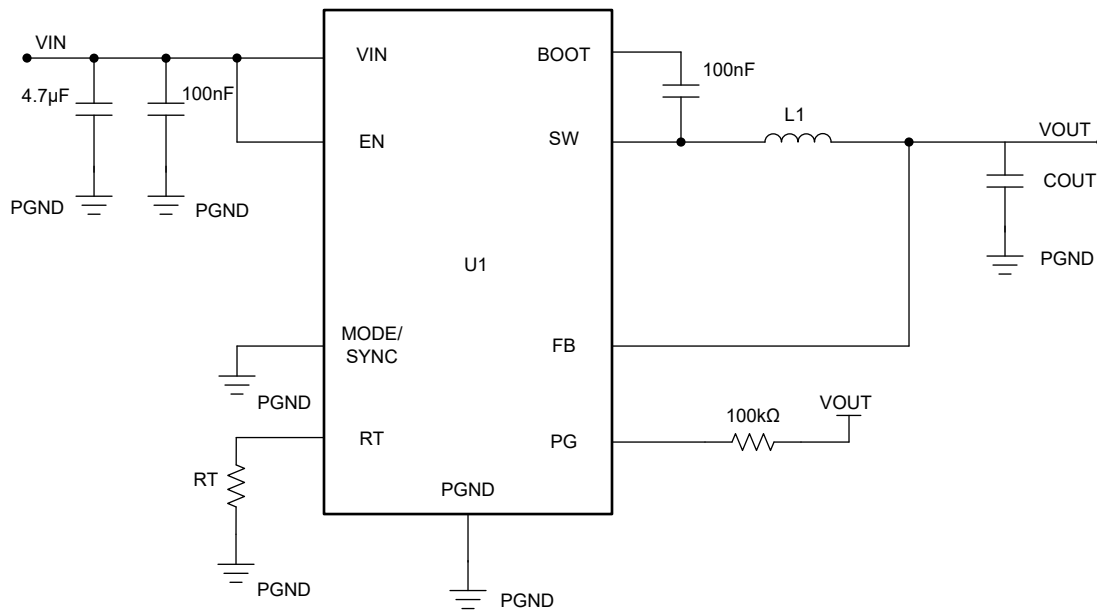 VIN
4.7µF
100nF
PGND
PGND
VIN
EN
MODE/
SYNC
PGND
RT
RT
PGND
U1
PGND
PGND
BOOT
100nF
SW
L1
VOUT
COUT
PGND
FB
PG
100kΩ
VOUT